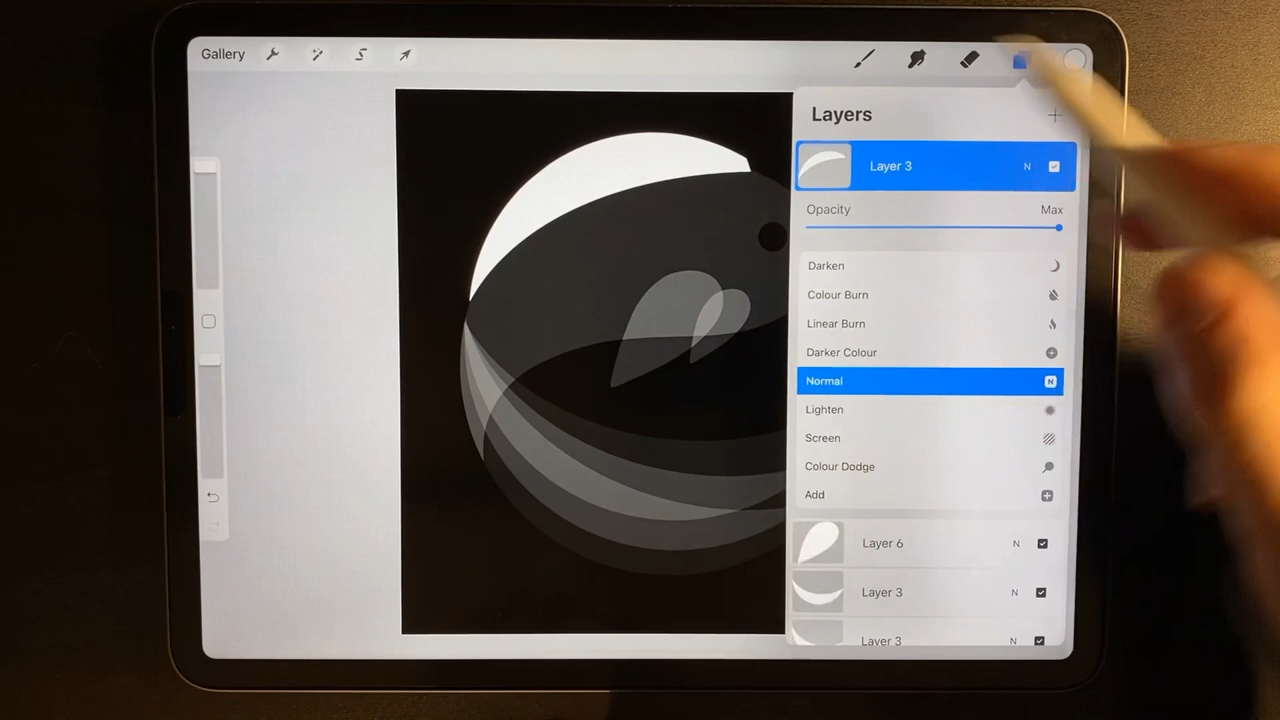 Gallery
Layers
Layer 3 N
Opacity Max
Darken
Colour Burn
Linear Burn
Darker Colour
Normal N
Lighten
Screen
Colour Dodge
Add
Layer 6 N
Layer 3 N
Layer 3 N